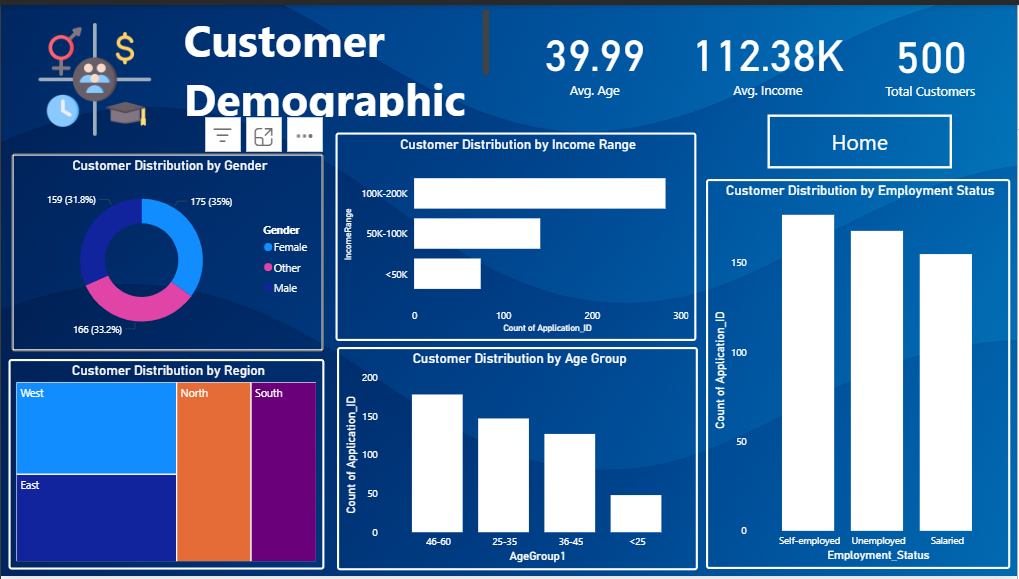 Customer
Demographic
39.99
Avg. Age
112.38K
Avg. Income
500
Total Customers
Home
Customer Distribution by Gender
159 (31.8%)
175 (35%)
166 (33.2%)
Gender
Female
Other
Male
Customer Distribution by Income Range
IncomeRange
100K-200K
50K-100K
<50K
0 100 200 300
Count of Application_ID
Customer Distribution by Employment Status
Count of Application_ID
150
100
50
0
Self-employed Unemployed Salaried
Employment_Status
Customer Distribution by Region
West
East
North
South
Customer Distribution by Age Group
Count of Application_ID
200
150
100
50
0
46-60 25-35 36-45 <25
AgeGroup1